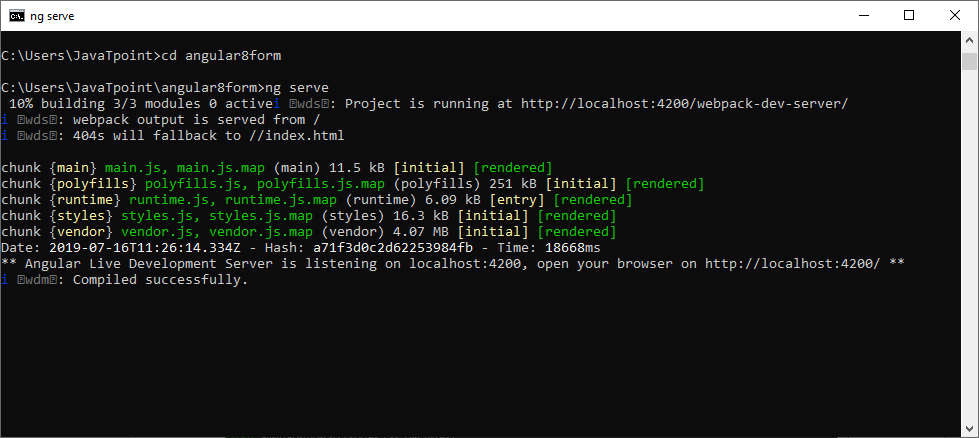 ng serve
C:\Users\JavaTpoint>cd angular8form
C:\Users\JavaTpoint\angular8form>ng serve
10% building 3/3 modules 0 activei ⍰wds⍰: Project is running at http://localhost:4200/webpack-dev-server/
i ⍰wds⍰: webpack output is served from /
i ⍰wds⍰: 404s will fallback to //index.html
chunk {main} main.js, main.js.map (main) 11.5 kB [initial] [rendered]
chunk {polyfills} polyfills.js, polyfills.js.map (polyfills) 251 kB [initial] [rendered]
chunk {runtime} runtime.js, runtime.js.map (runtime) 6.09 kB [entry] [rendered]
chunk {styles} styles.js, styles.js.map (styles) 16.3 kB [initial] [rendered]
chunk {vendor} vendor.js, vendor.js.map (vendor) 4.07 MB [initial] [rendered]
Date: 2019-07-16T11:26:14.334Z - Hash: a71f3d0c2d62253984fb - Time: 18668ms
** Angular Live Development Server is listening on localhost:4200, open your browser on http://localhost:4200/ **
i ⍰wdm⍰: Compiled successfully.